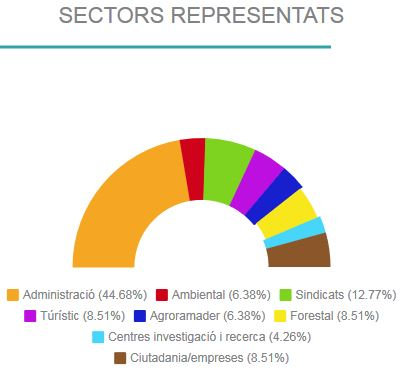 SECTORS REPRESENTATS
Administració (44.68%) Ambiental (6.38%) Sindicats (12.77%)
Túrístic (8.51%) Agroramader (6.38%) Forestal (8.51%)
Centres investigació i recerca (4.26%)
Ciutadania/empreses (8.51%)